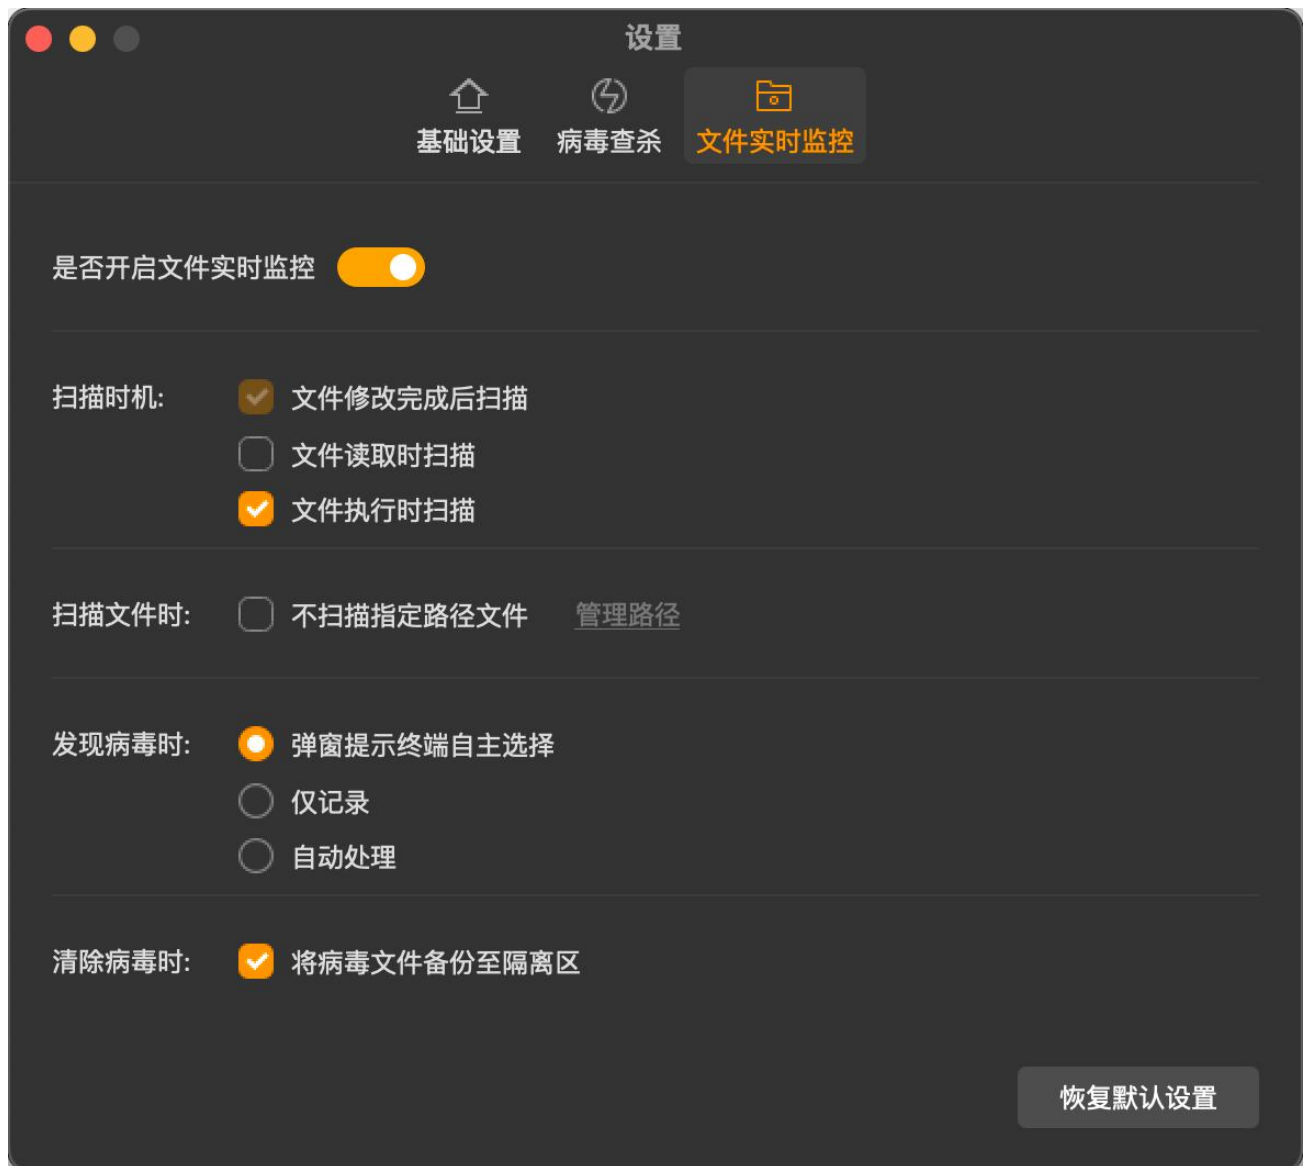 设置
基础设置 病毒查杀 文件实时监控
是否开启文件实时监控
扫描时机: 文件修改完成后扫描
文件读取时扫描
文件执行时扫描
扫描文件时: 不扫描指定路径文件 管理路径
发现病毒时: 弹窗提示终端自主选择
仅记录
自动处理
清除病毒时: 将病毒文件备份至隔离区
恢复默认设置